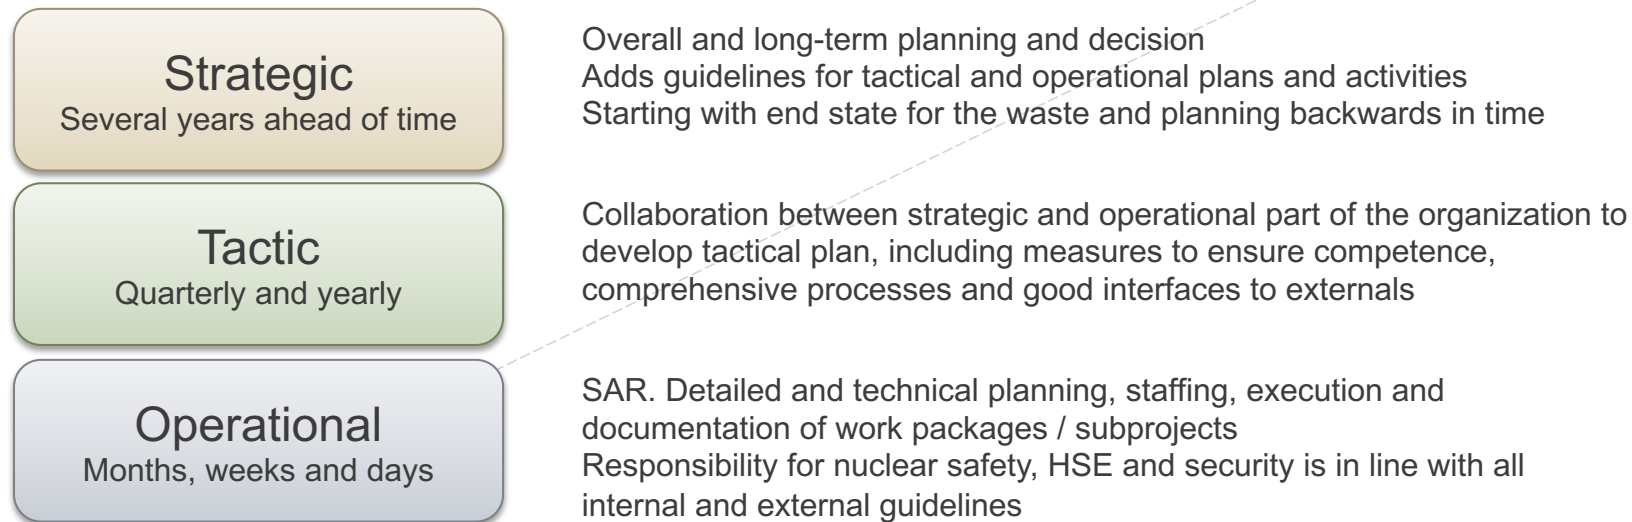 Strategic
Several years ahead of time
Overall and long-term planning and decision
Adds guidelines for tactical and operational plans and activities
Starting with end state for the waste and planning backwards in time
Tactic
Quarterly and yearly
Collaboration between strategic and operational part of the organization to
develop tactical plan, including measures to ensure competence,
comprehensive processes and good interfaces to externals
Operational
Months, weeks and days
SAR. Detailed and technical planning, staffing, execution and
documentation of work packages / subprojects
Responsibility for nuclear safety, HSE and security is in line with all
internal and external guidelines